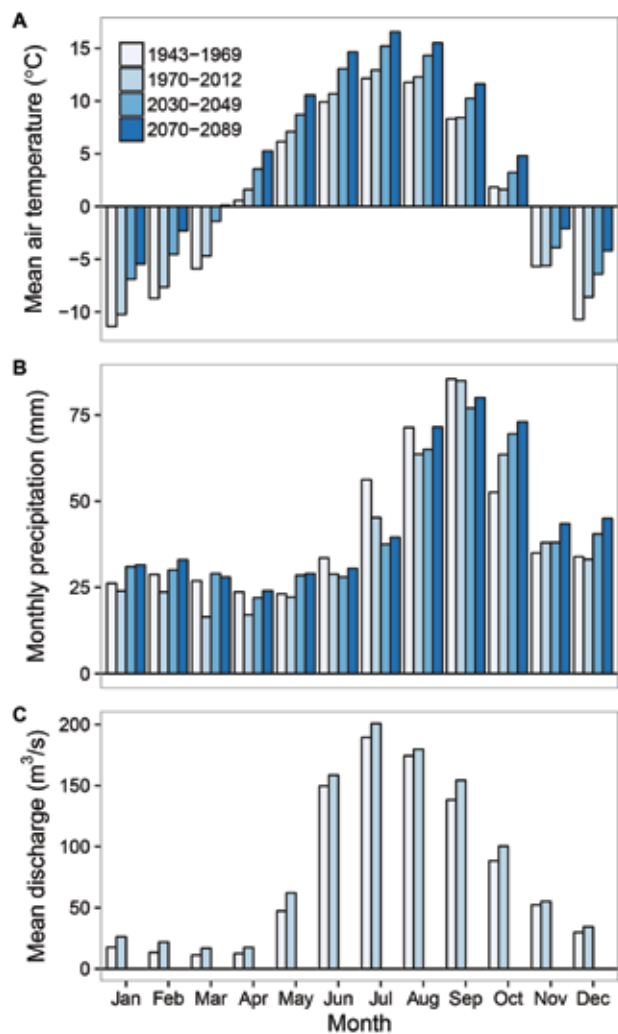 A
Mean air temperature (°C)
15
10
5
0
−5
−10
1943−1969
1970−2012
2030−2049
2070−2089
B
Monthly precipitation (mm)
75
50
25
0
C
Mean discharge (m³/s)
200
150
100
50
0
Jan Feb Mar Apr May Jun Jul Aug Sep Oct Nov Dec
Month